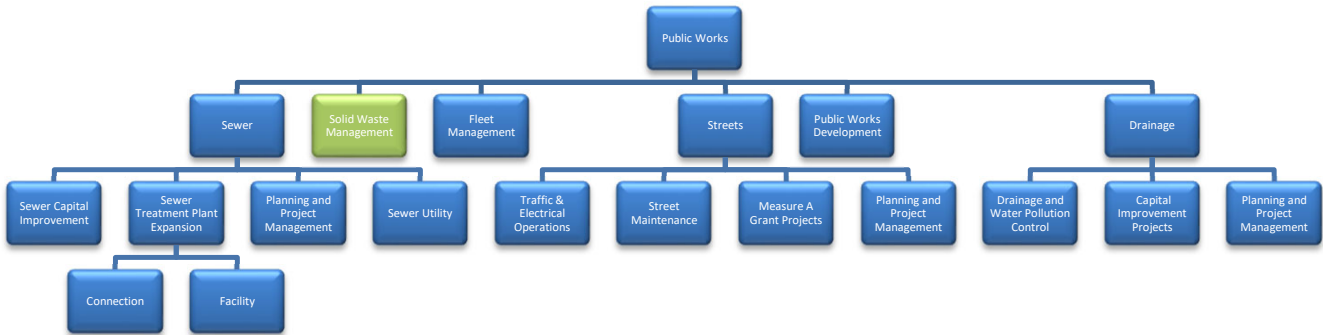 Public Works
Sewer
Solid Waste
Management
Fleet
Management
Streets
Public Works
Development
Drainage
Sewer Capital
Improvement
Sewer
Treatment Plant
Expansion
Planning and
Project
Management
Sewer Utility
Traffic &
Electrical
Operations
Street
Maintenance
Measure A
Grant Projects
Planning and
Project
Management
Drainage and
Water Pollution
Control
Capital
Improvement
Projects
Planning and
Project
Management
Connection
Facility